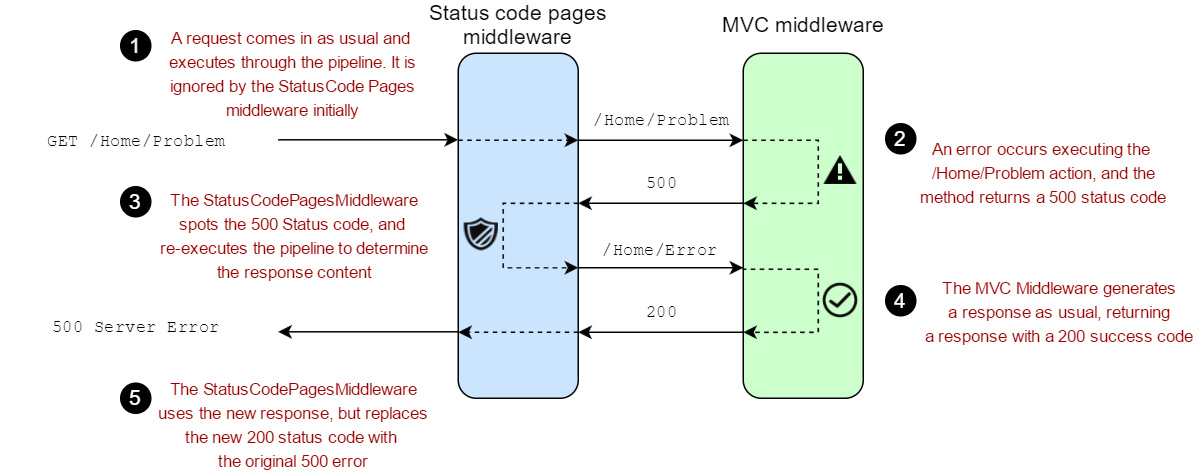 Status code pages
middleware
MVC middleware
1
A request comes in as usual and
executes through the pipeline. It is
ignored by the StatusCode Pages
middleware initially
GET /Home/Problem
/Home/Problem
2
An error occurs executing the
/Home/Problem action, and the
method returns a 500 status code
500
3
The StatusCodePagesMiddleware
spots the 500 Status code, and
re-executes the pipeline to determine
the response content
/Home/Error
4
The MVC Middleware generates
a response as usual, returning
a response with a 200 success code
200
500 Server Error
5
The StatusCodePagesMiddleware
uses the new response, but replaces
the new 200 status code with
the original 500 error